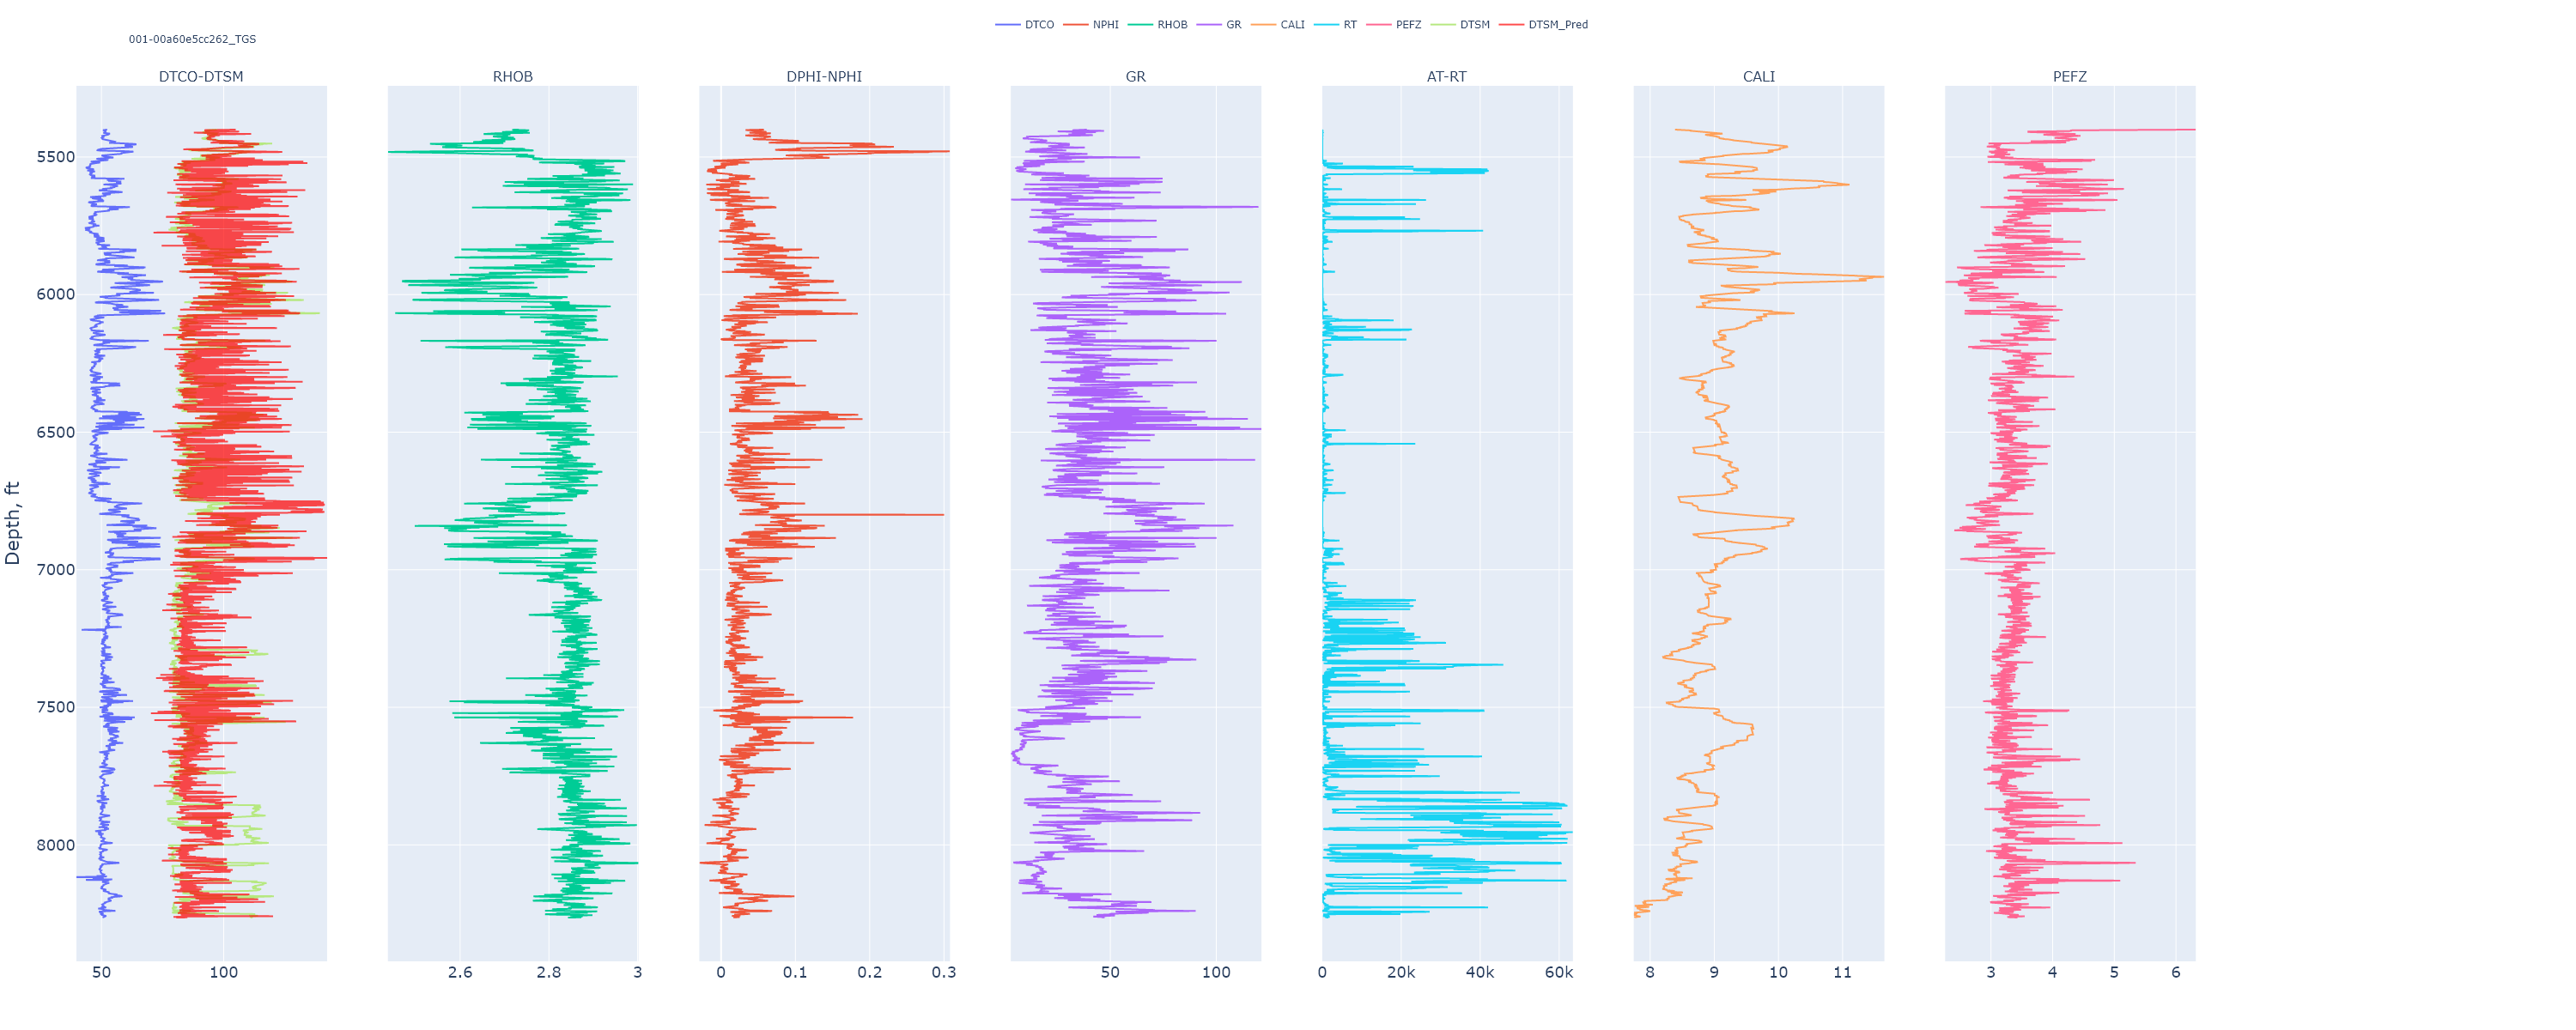 DTCO NPHI RHOB GR CALI RT PEFZ DTSM DTSM_Pred
001-00a60e5cc262_TGS
DTCO-DTSM RHOB DPHI-NPHI GR AT-RT CALI PEFZ
Depth, ft
5500
6000
6500
7000
7500
8000
50 100 2.6 2.8 3 0 0.1 0.2 0.3 50 100 0 20k 40k 60k 8 9 10 11 3 4 5 6